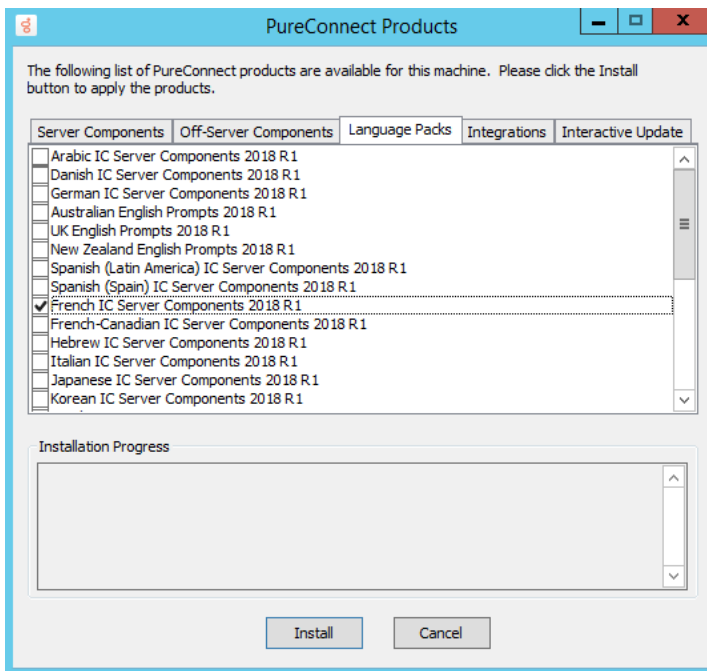 PureConnect Products
The following list of PureConnect products are available for this machine. Please click the Install
button to apply the products.
Server Components Off-Server Components Language Packs Integrations Interactive Update
Arabic IC Server Components 2018 R1
Danish IC Server Components 2018 R1
German IC Server Components 2018 R1
Australian English Prompts 2018 R1
UK English Prompts 2018 R1
New Zealand English Prompts 2018 R1
Spanish (Latin America) IC Server Components 2018 R1
Spanish (Spain) IC Server Components 2018 R1
French IC Server Components 2018 R1
French-Canadian IC Server Components 2018 R1
Hebrew IC Server Components 2018 R1
Italian IC Server Components 2018 R1
Japanese IC Server Components 2018 R1
Korean IC Server Components 2018 R1
Installation Progress
Install Cancel